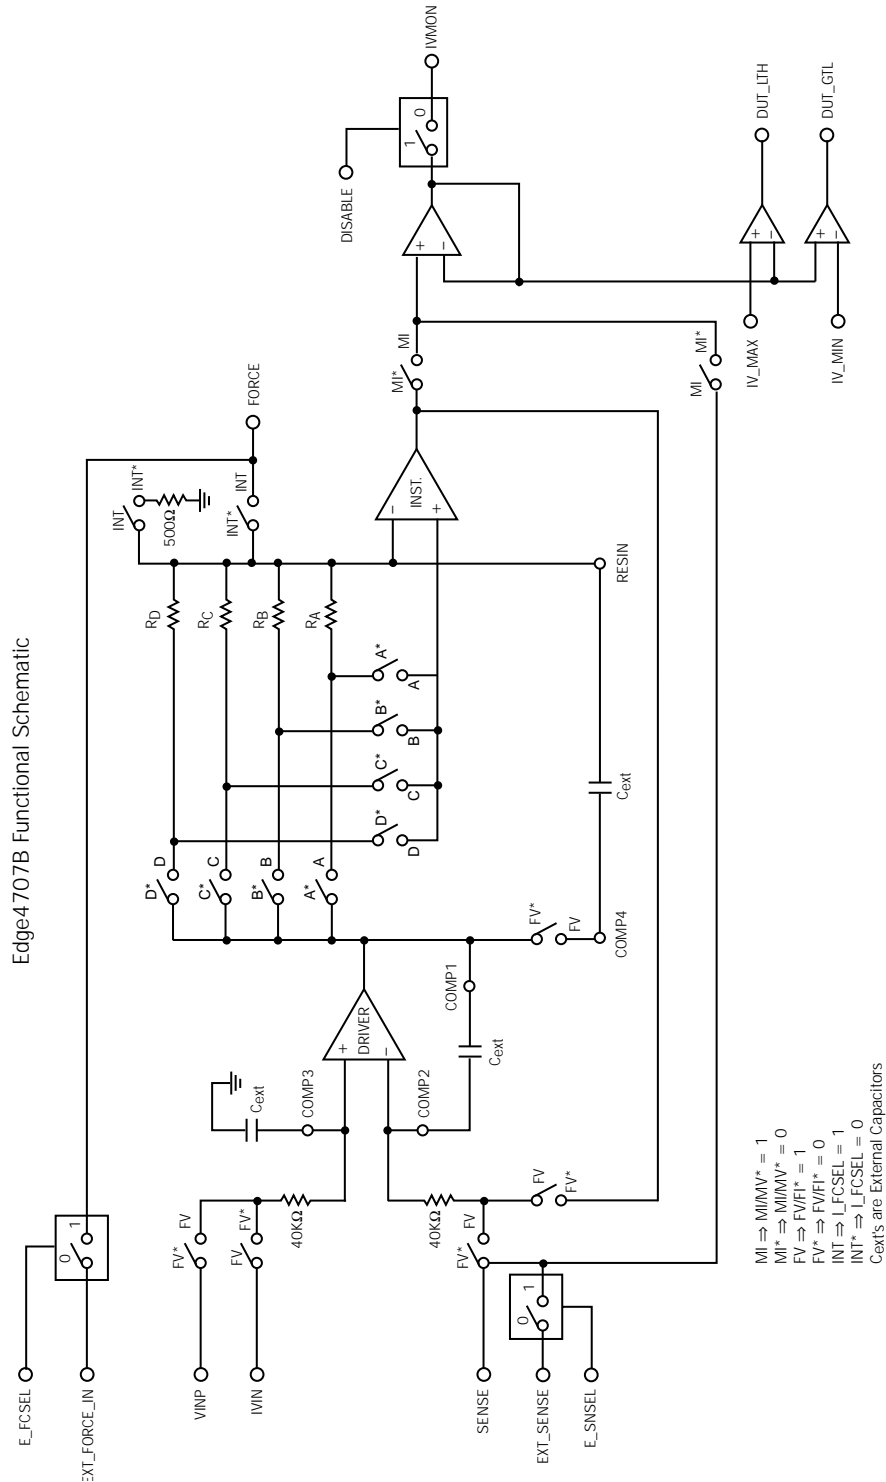 Edge4707B Functional Schematic
E_FCSEL
EXT_FORCE_IN
0
1
VINP
IVIN
FV*
FV
FV
FV*
40KΩ
Cext
COMP3
DRIVER
+
–
COMP2
Cext
COMP1
40KΩ
FV*
FV
FV
FV*
SENSE
EXT_SENSE
E_SNSEL
0
1
FV*
FV
COMP4
Cext
RESIN
D*
D
C*
C
B*
B
A*
A
D*
D
C*
C
B*
B
A*
A
RD
RC
RB
RA
INT
INT*
500Ω
INT*
INT
FORCE
INST.
–
+
MI*
MI
MI
MI*
+
–
DISABLE
1
0
IVMON
IV_MAX
IV_MIN
+
–
+
–
DUT_LTH
DUT_GTL
MI ⇒ MI/MV* = 1
MI* ⇒ MI/MV* = 0
FV ⇒ FV/FI* = 1
FV* ⇒ FV/FI* = 0
INT ⇒ I_FCSEL = 1
INT* ⇒ I_FCSEL = 0
Cext's are External Capacitors